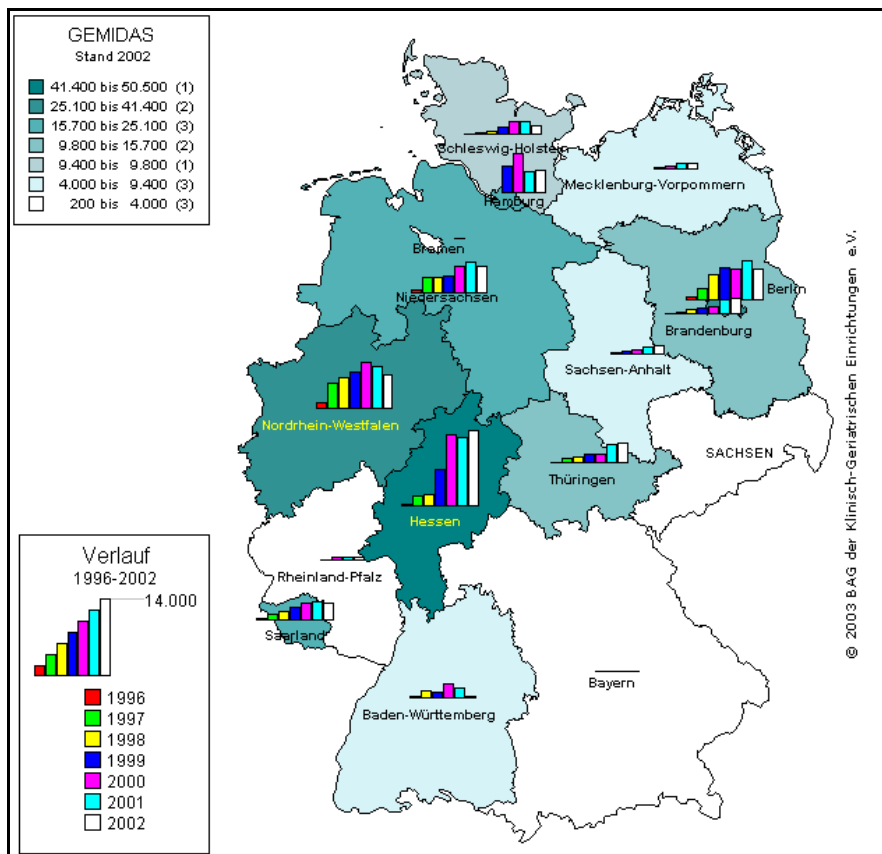 GEMIDAS
Stand 2002
41.400 bis 50.500 (1)
25.100 bis 41.400 (2)
15.700 bis 25.100 (3)
9.800 bis 15.700 (2)
9.400 bis 9.800 (1)
4.000 bis 9.400 (3)
200 bis 4.000 (3)
Schleswig-Holstein
Mecklenburg-Vorpommern
Hamburg
Bremen
Niedersachsen
Berlin
Brandenburg
Sachsen-Anhalt
Nordrhein-Westfalen
SACHSEN
Thüringen
Hessen
Rheinland-Pfalz
Saarland
Bayern
Baden-Württemberg
Verlauf
1996-2002
14.000
1996
1997
1998
1999
2000
2001
2002
© 2003 BAG der Klinisch-Geriatrischen Einrichtungen e.V.